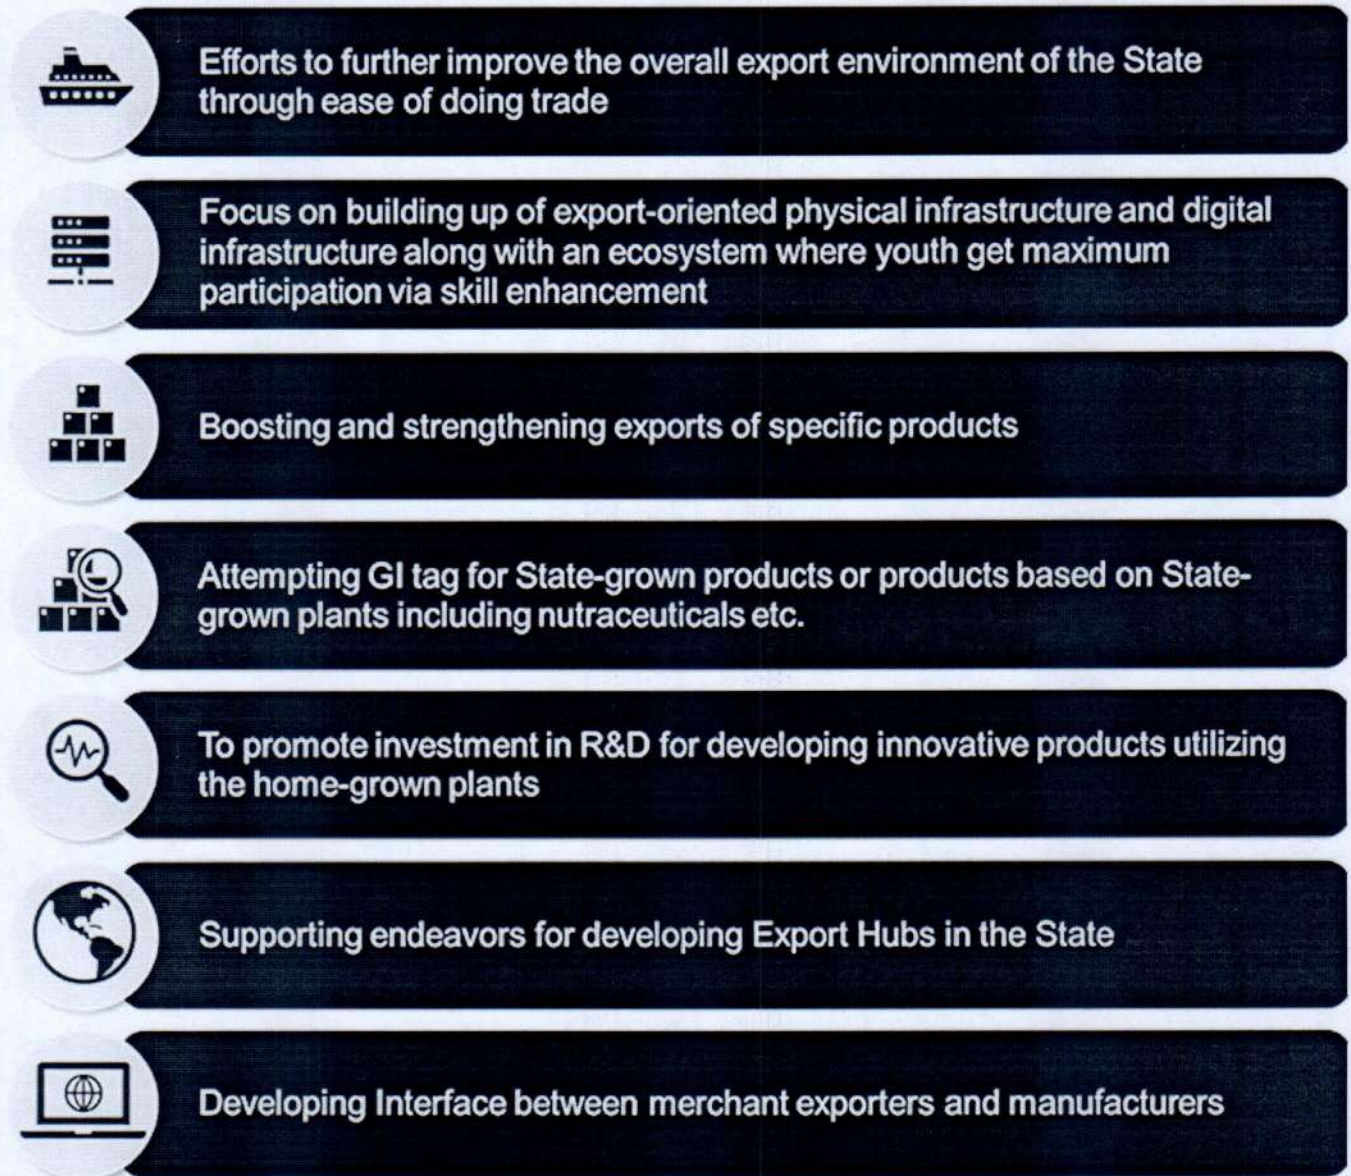 Efforts to further improve the overall export environment of the State
through ease of doing trade
Focus on building up of export-oriented physical infrastructure and digital
infrastructure along with an ecosystem where youth get maximum
participation via skill enhancement
Boosting and strengthening exports of specific products
Attempting GI tag for State-grown products or products based on State-
grown plants including nutraceuticals etc.
To promote investment in R&D for developing innovative products utilizing
the home-grown plants
Supporting endeavors for developing Export Hubs in the State
Developing Interface between merchant exporters and manufacturers